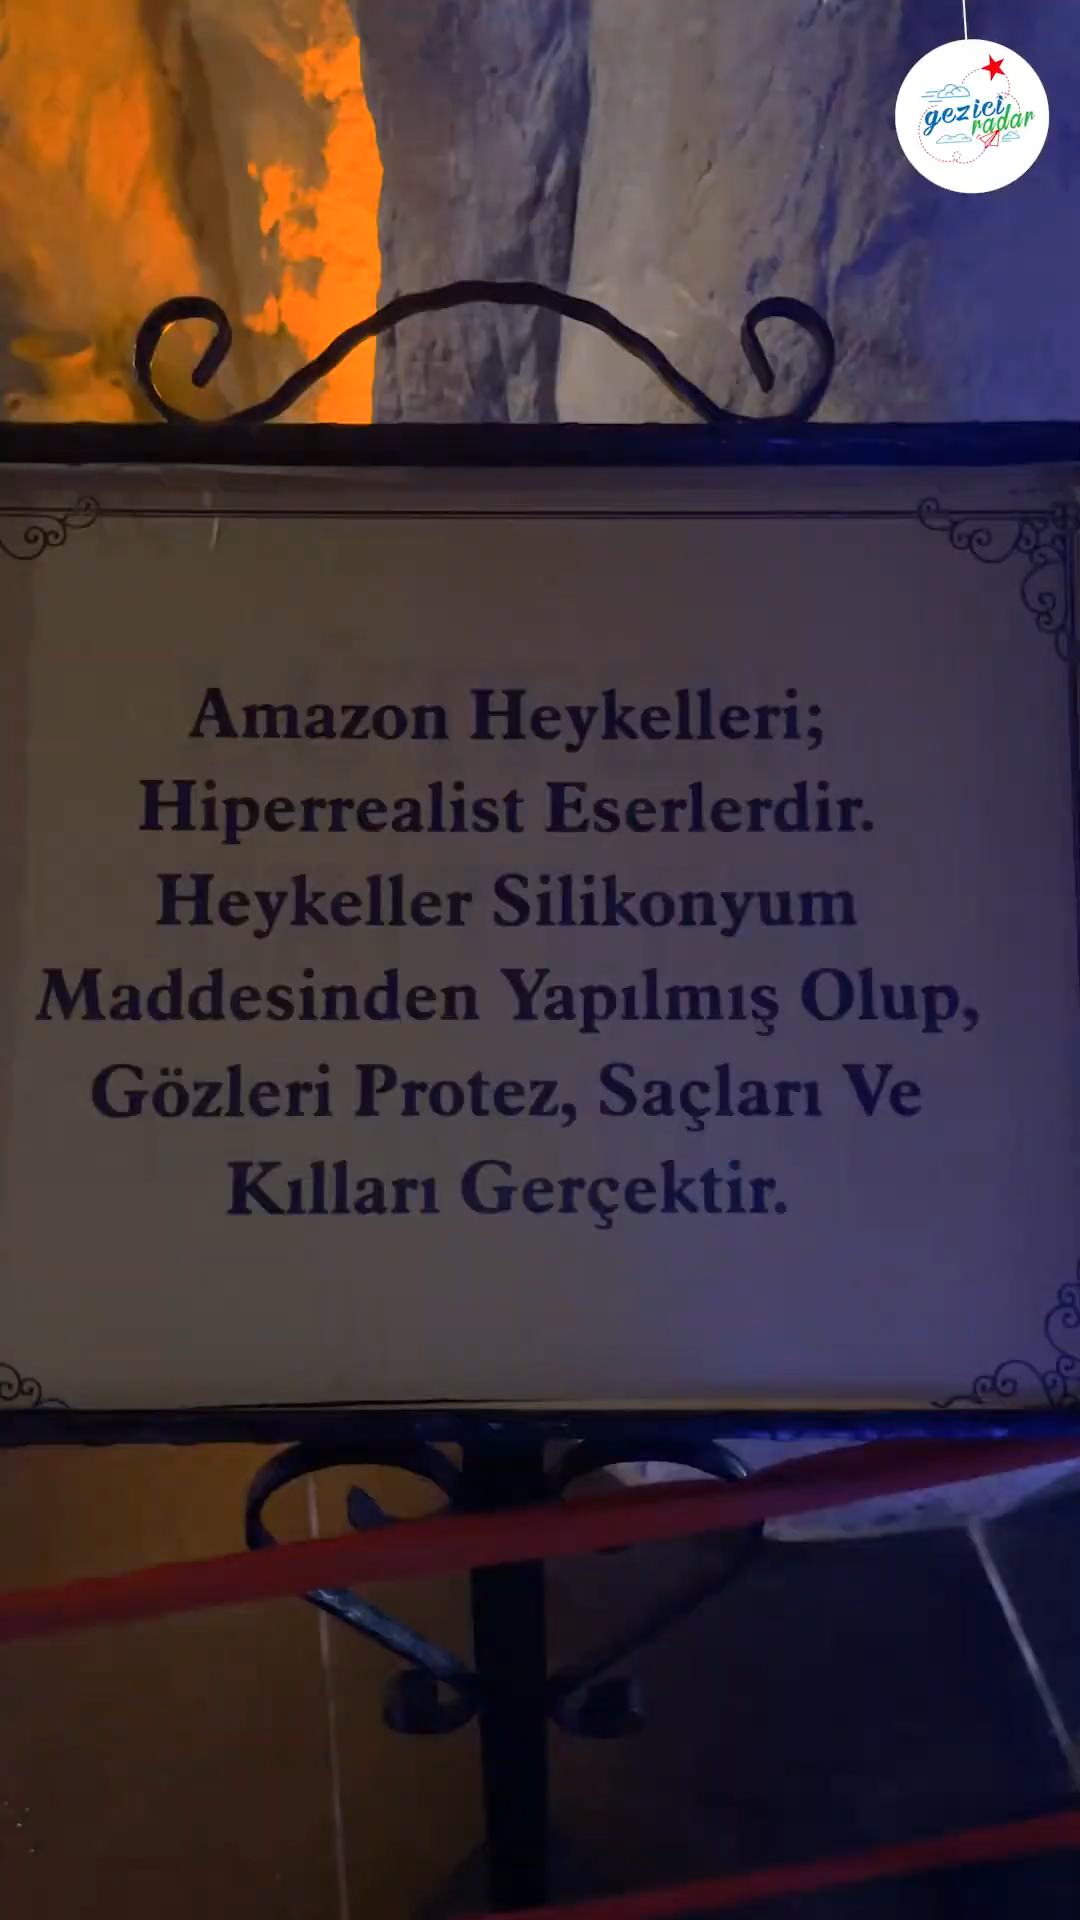 gezici
radar
Amazon Heykelleri;
Hiperrealist Eserlerdir.
Heykeller Silikonyum
Maddesinden Yapılmış Olup,
Gözleri Protez, Saçları Ve
Kılları Gerçektir.